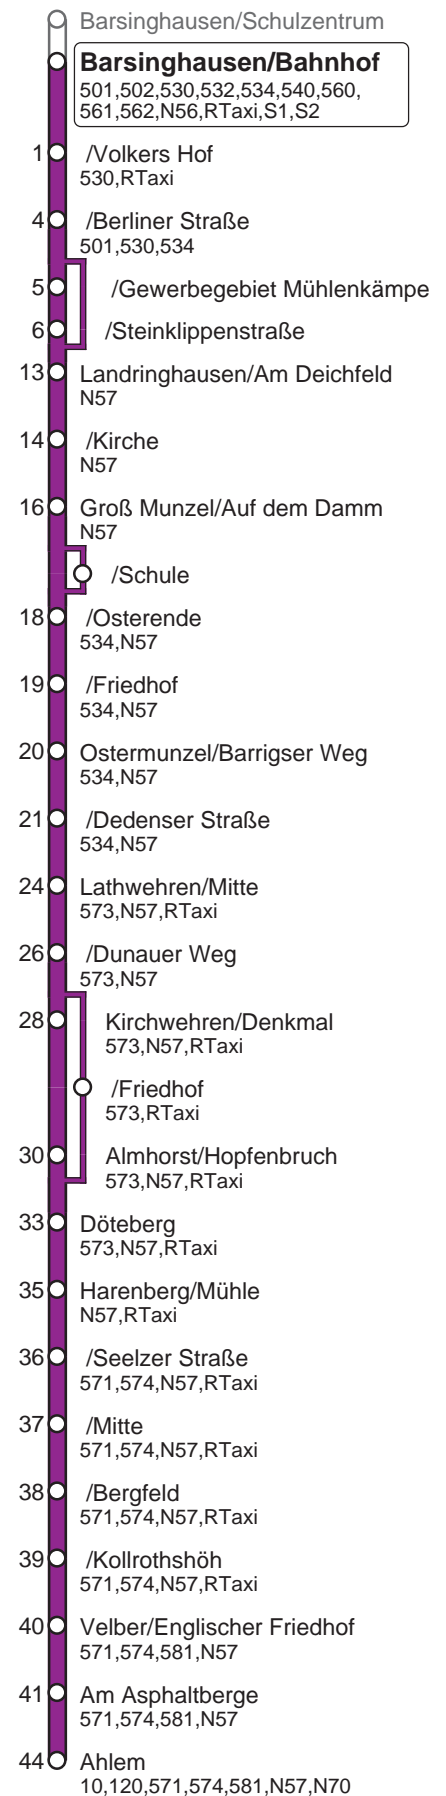 Barsinghausen/Schulzentrum
Barsinghausen/Bahnhof
501,502,530,532,534,540,560,
561,562,N56,RTaxi,S1,S2
1 /Volkers Hof
530,RTaxi
4 /Berliner Straße
501,530,534
5 /Gewerbegebiet Mühlenkämpe
6 /Steinklippenstraße
13 Landringhausen/Am Deichfeld
N57
14 /Kirche
N57
16 Groß Munzel/Auf dem Damm
N57
/Schule
18 /Osterende
534,N57
19 /Friedhof
534,N57
20 Ostermunzel/Barrigser Weg
534,N57
21 /Dedenser Straße
534,N57
24 Lathwehren/Mitte
573,N57,RTaxi
26 /Dunauer Weg
573,N57
28 Kirchwehren/Denkmal
573,N57,RTaxi
/Friedhof
573,RTaxi
30 Almhorst/Hopfenbruch
573,N57,RTaxi
33 Döteberg
573,N57,RTaxi
35 Harenberg/Mühle
N57,RTaxi
36 /Seelzer Straße
571,574,N57,RTaxi
37 /Mitte
571,574,N57,RTaxi
38 /Bergfeld
571,574,N57,RTaxi
39 /Kollrothshöh
571,574,N57,RTaxi
40 Velber/Englischer Friedhof
571,574,581,N57
41 Am Asphaltberge
571,574,581,N57
44 Ahlem
10,120,571,574,581,N57,N70